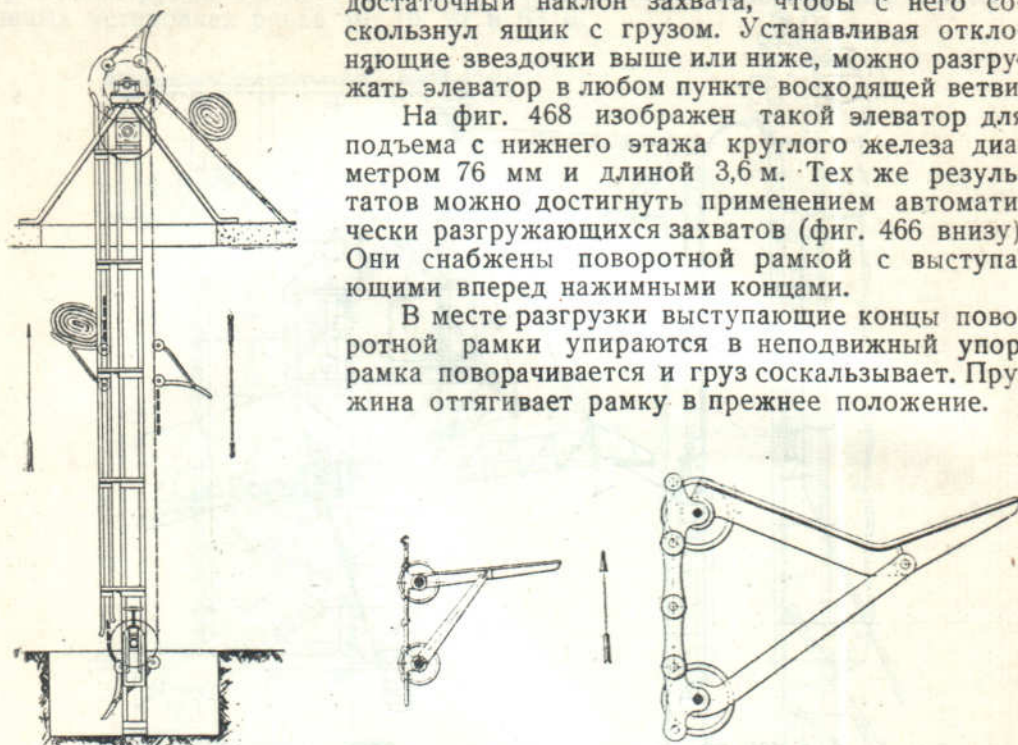 достаточный наклон захвата, чтобы с него со-
скользнул ящик с грузом. Устанавливая откло-
няющие звездочки выше или ниже, можно разгру-
жать элеватор в любом пункте восходящей ветви
На фиг. 468 изображен такой элеватор для
подъема с нижнего этажа круглого железа диа-
метром 76 мм и длиной 3,6 м. Тех же резуль-
татов можно достигнуть применением автомати-
чески разгружающихся захватов (фиг. 466 внизу)
Они снабжены поворотной рамкой с выступа-
ющими вперед нажимными концами.
В месте разгрузки выступающие концы пово-
ротной рамки упираются в неподвижный упор
рамка поворачивается и груз соскальзывает. Пру-
жина оттягивает рамку в прежнее положение.